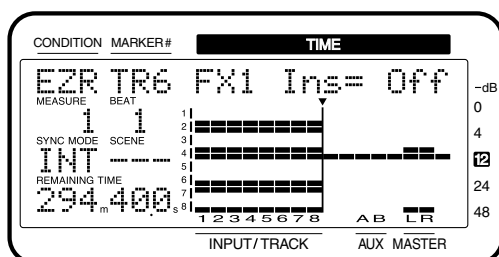 CONDITION MARKER# TIME
EZR TR6 FX1 Ins= Off
MEASURE BEAT
1 1
SYNC MODE SCENE
INT ---
REMAINING TIME
294m40.0s
1
2
3
4
5
6
7
8
1 2 3 4 5 6 7 8 A B L R
INPUT/TRACK AUX MASTER
-dB
0
4
12
24
48